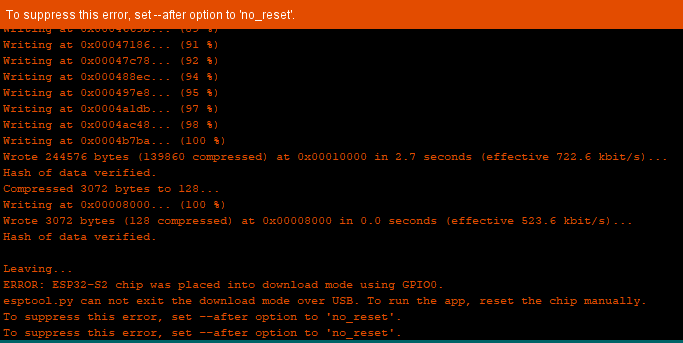 To suppress this error, set --after option to 'no_reset'.
Writing at 0x00047186... (91 %)
Writing at 0x00047c78... (92 %)
Writing at 0x000488ec... (94 %)
Writing at 0x000497e8... (95 %)
Writing at 0x0004a1db... (97 %)
Writing at 0x0004ac48... (98 %)
Writing at 0x0004b7ba... (100 %)
Wrote 244576 bytes (139860 compressed) at 0x00010000 in 2.7 seconds (effective 722.6 kbit/s)...
Hash of data verified.
Compressed 3072 bytes to 128...
Writing at 0x00008000... (100 %)
Wrote 3072 bytes (128 compressed) at 0x00008000 in 0.0 seconds (effective 523.6 kbit/s)...
Hash of data verified.
Leaving...
ERROR: ESP32-S2 chip was placed into download mode using GPIO0.
esptool.py can not exit the download mode over USB. To run the app, reset the chip manually.
To suppress this error, set --after option to 'no_reset'.
To suppress this error, set --after option to 'no_reset'.